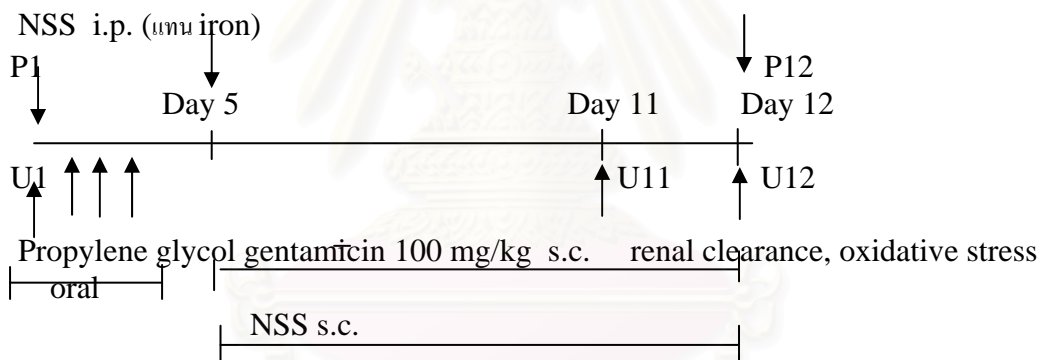 NSS i.p. (แทน iron)
P1 P12
Day 5 Day 11 Day 12
U1 U11 U12
Propylene glycol gentamicin 100 mg/kg s.c. renal clearance, oxidative stress
oral
NSS s.c.